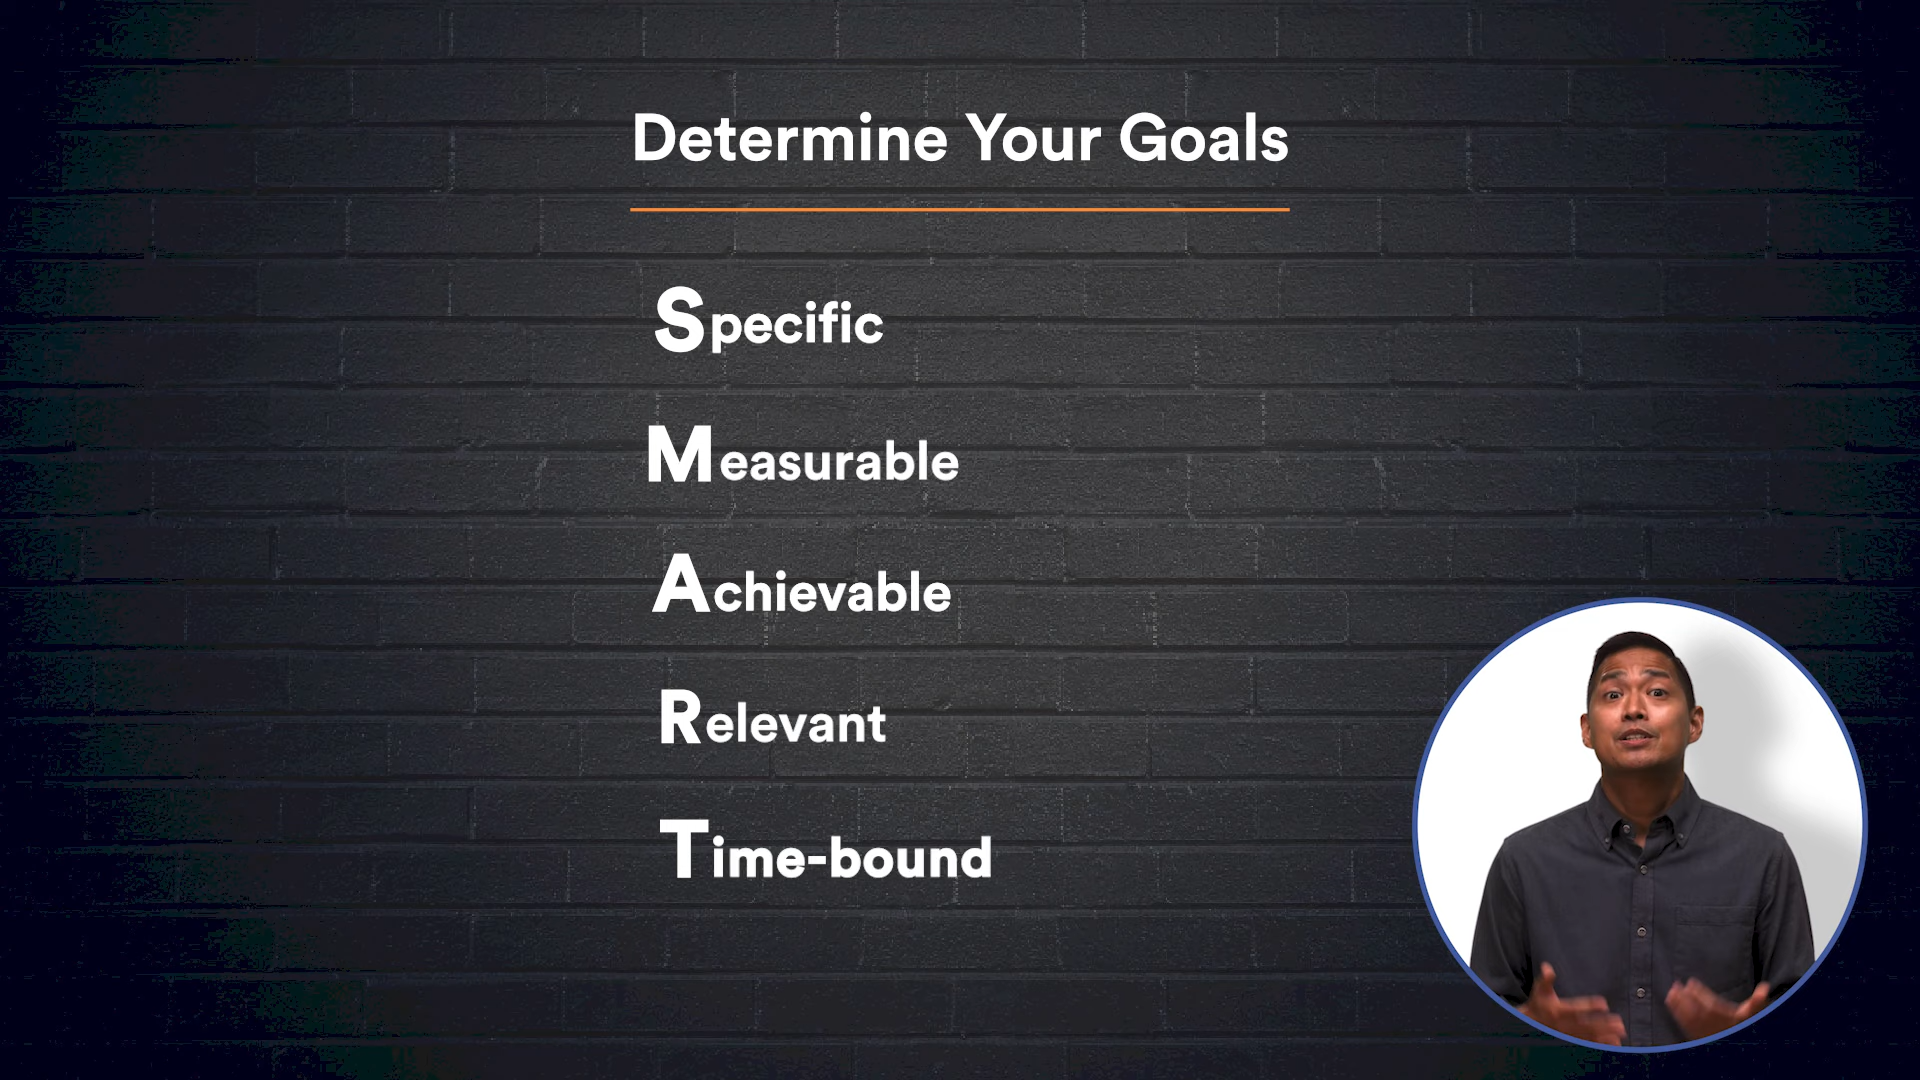 Determine Your Goals
Specific
Measurable
Achievable
Relevant
Time-bound